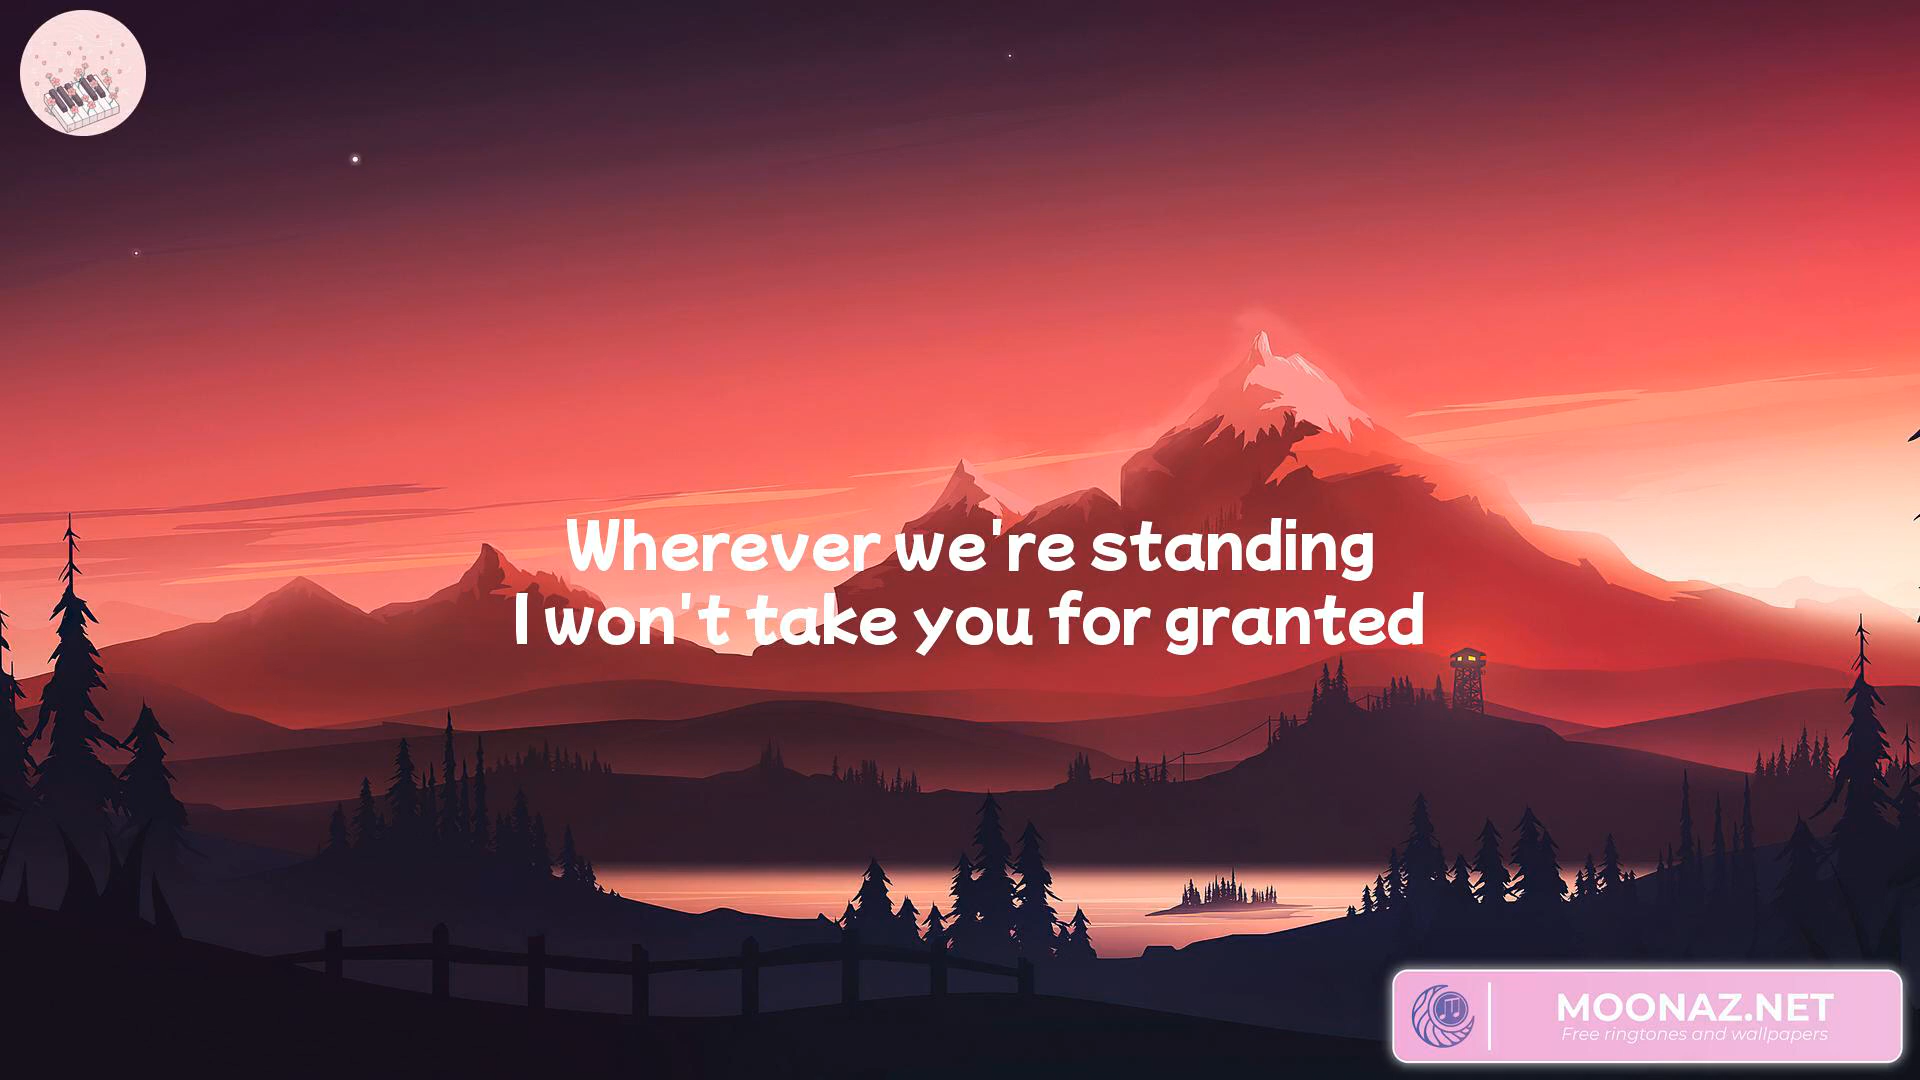 Wherever we're standing
I won't take you for granted
MOONAZ.NET
Free ringtones and wallpapers